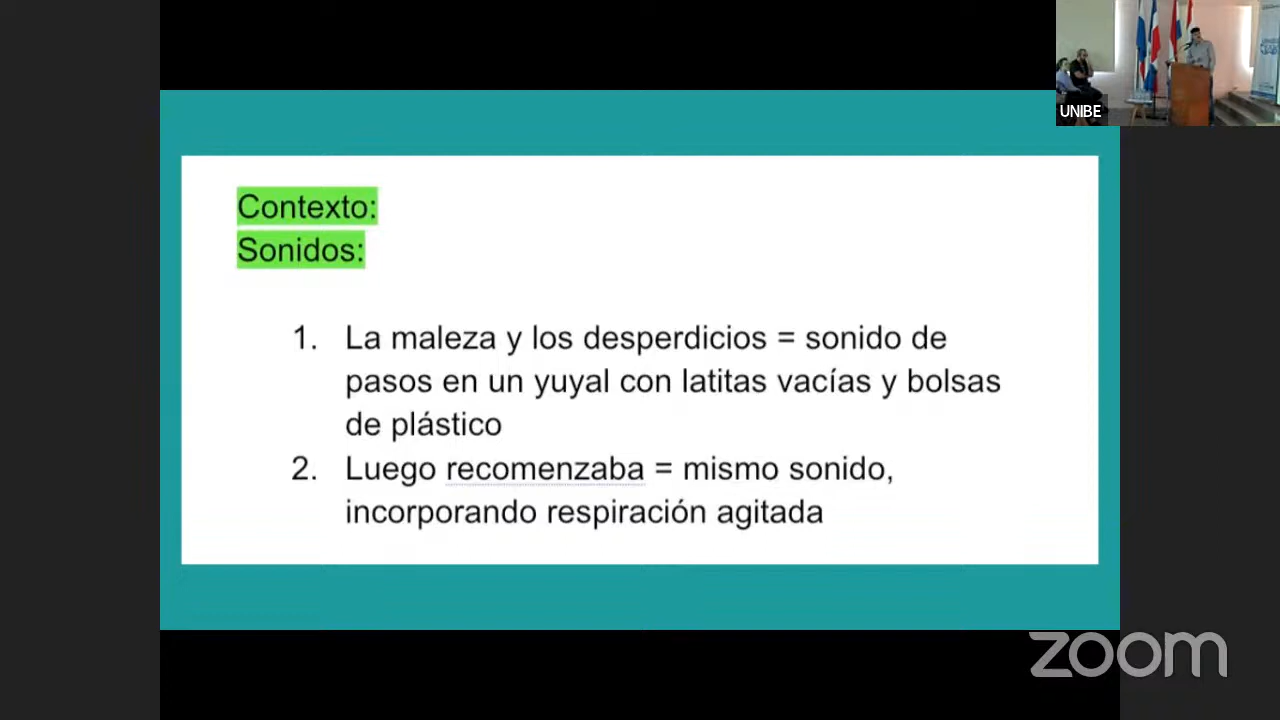 UNIBE
Contexto:
Sonidos:
1. La maleza y los desperdicios = sonido de
pasos en un yuyal con latitas vacías y bolsas
de plástico
2. Luego recomenzaba = mismo sonido,
incorporando respiración agitada
zoom